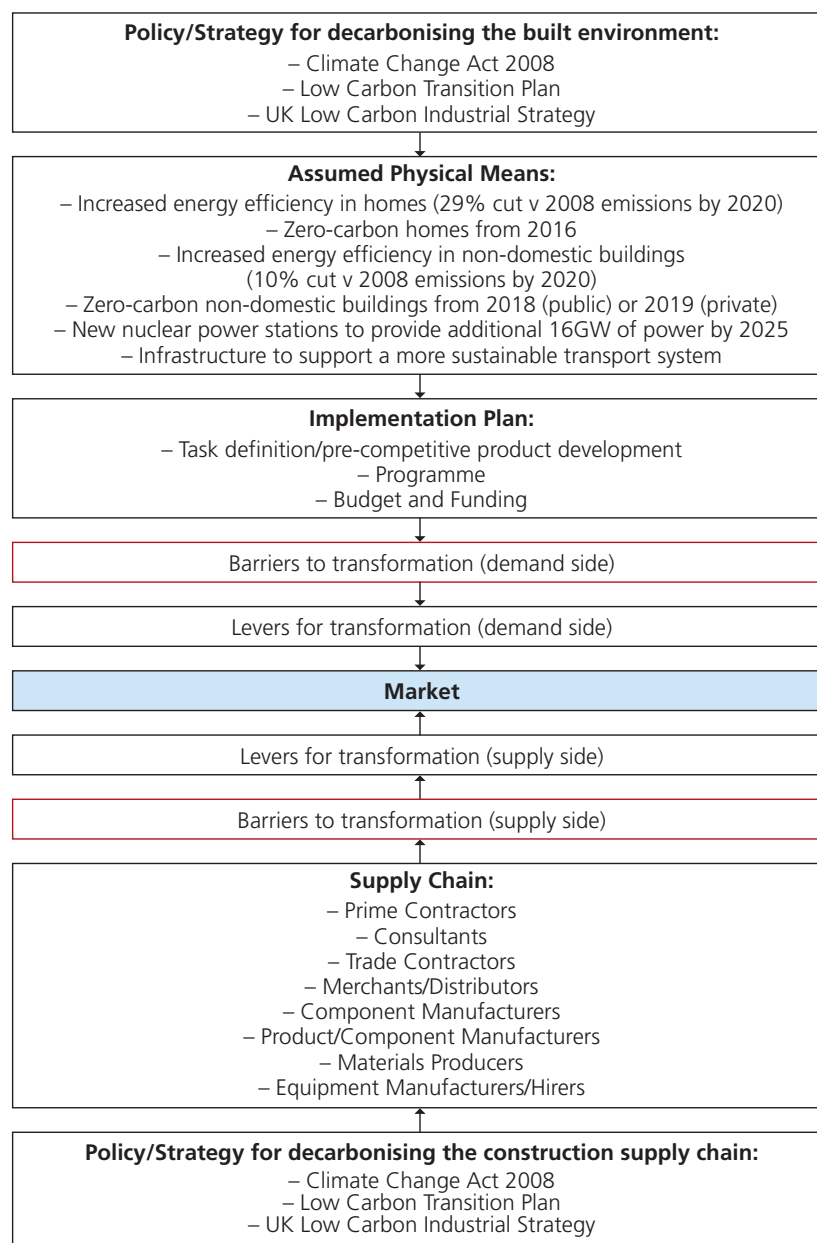 Policy/Strategy for decarbonising the built environment:
– Climate Change Act 2008
– Low Carbon Transition Plan
– UK Low Carbon Industrial Strategy
Assumed Physical Means:
– Increased energy efficiency in homes (29% cut v 2008 emissions by 2020)
– Zero-carbon homes from 2016
– Increased energy efficiency in non-domestic buildings
(10% cut v 2008 emissions by 2020)
– Zero-carbon non-domestic buildings from 2018 (public) or 2019 (private)
– New nuclear power stations to provide additional 16GW of power by 2025
– Infrastructure to support a more sustainable transport system
Implementation Plan:
– Task definition/pre-competitive product development
– Programme
– Budget and Funding
Barriers to transformation (demand side)
Levers for transformation (demand side)
Market
Levers for transformation (supply side)
Barriers to transformation (supply side)
Supply Chain:
– Prime Contractors
– Consultants
– Trade Contractors
– Merchants/Distributors
– Component Manufacturers
– Product/Component Manufacturers
– Materials Producers
– Equipment Manufacturers/Hirers
Policy/Strategy for decarbonising the construction supply chain:
– Climate Change Act 2008
– Low Carbon Transition Plan
– UK Low Carbon Industrial Strategy